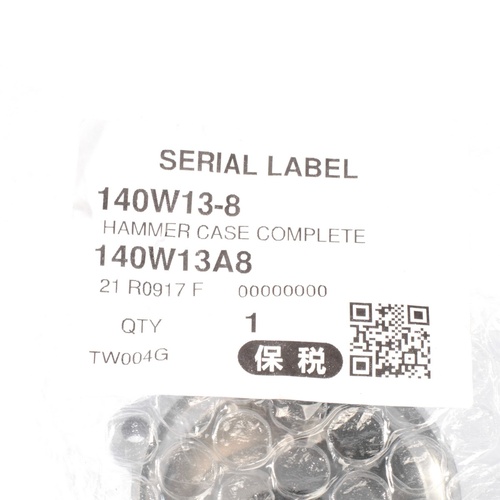 SERIAL LABEL
140W13-8
HAMMER CASE COMPLETE
140W13A8
21 R0917 F 00000000
QTY 1
TW004G 保税